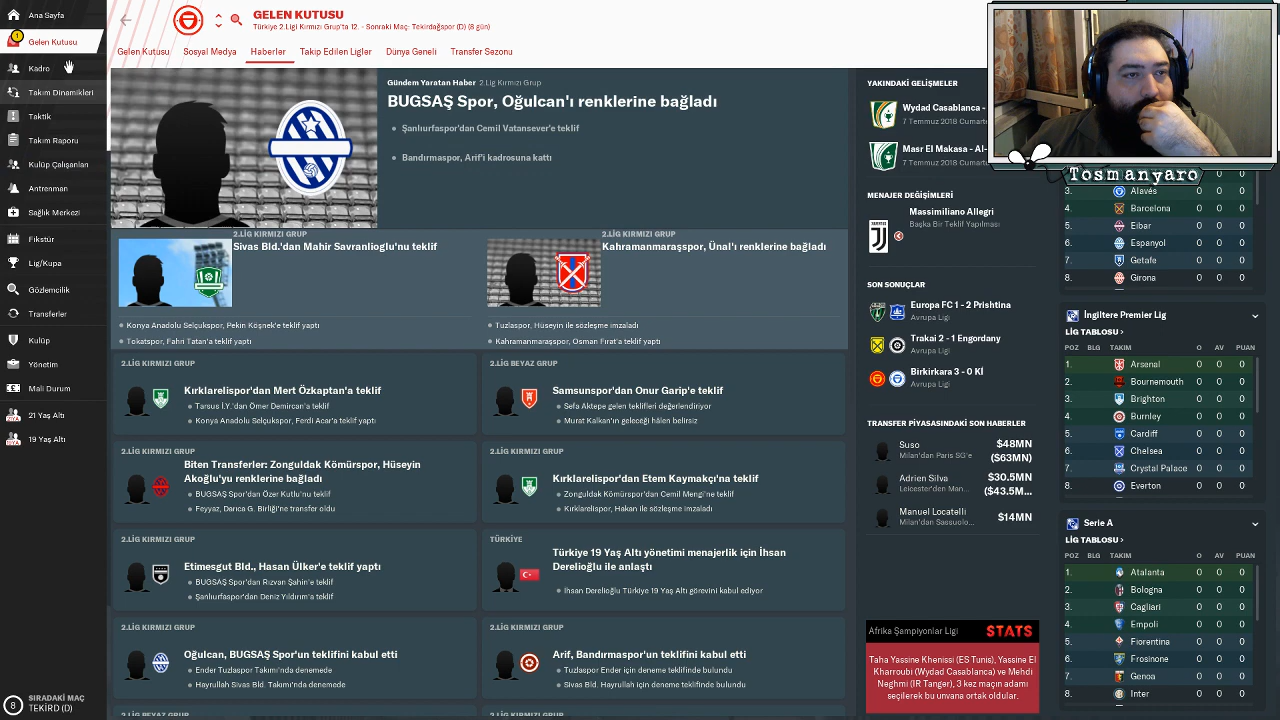 Ana Sayfa
1
Gelen Kutusu
Kadro
Takım Dinamikleri
Taktik
Takım Raporu
Kulüp Çalışanları
Antrenman
Sağlık Merkezi
Fikstür
Lig/Kupa
Gözlemcilik
Transferler
Kulüp
Yönetim
Mali Durum
21 Yaş Altı
19 Yaş Altı
8
SIRADAKİ MAÇ
TEKİRD (D)
GELEN KUTUSU
Türkiye 2.Ligi Kırmızı Grup'ta 12. - Sonraki Maç: Tekirdağspor (D) (8 gün)
Gelen Kutusu Sosyal Medya Haberler Takip Edilen Ligler Dünya Geneli Transfer Sezonu
Gündem Yaratan Haber 2.Lig Kırmızı Grup
BUGSAŞ Spor, Oğulcan'ı renklerine bağladı
Şanlıurfaspor'dan Cemil Vatansever'e teklif
Bandırmaspor, Arif'i kadrosuna kattı
2.LİG KIRMIZI GRUP
Sivas Bld.'dan Mahir Savranlioglu'nu teklif
Konya Anadolu Selçukspor, Pekin Köşnek'e teklif yaptı
Tokatspor, Fahri Tatan'a teklif yaptı
2.LİG KIRMIZI GRUP
Kahramanmaraşspor, Ünal'ı renklerine bağladı
Tuzlaspor, Hüseyin ile sözleşme imzaladı
Kahramanmaraşspor, Osman Fırat'a teklif yaptı
2.LİG KIRMIZI GRUP
Kırklarelispor'dan Mert Özkaptan'a teklif
Tarsus İ.Y.'dan Ömer Demircan'a teklif
Konya Anadolu Selçukspor, Ferdi Acar'a teklif yaptı
2.LİG BEYAZ GRUP
Samsunspor'dan Onur Garip'e teklif
Sefa Aktepe gelen teklifleri değerlendiriyor
Murat Kalkan'ın geleceği hâlen belirsiz
2.LİG KIRMIZI GRUP
Biten Transferler: Zonguldak Kömürspor, Hüseyin
Akoğlu'yu renklerine bağladı
BUGSAŞ Spor'dan Özer Kutlu'nu teklif
Feyyaz, Darıca G. Birliği'ne transfer oldu
2.LİG KIRMIZI GRUP
Kırklarelispor'dan Etem Kaymakçı'na teklif
Zonguldak Kömürspor'dan Cemil Mengi'ne teklif
Kırklarelispor, Hakan ile sözleşme imzaladı
2.LİG KIRMIZI GRUP
Etimesgut Bld., Hasan Ülker'e teklif yaptı
BUGSAŞ Spor'dan Rızvan Şahin'e teklif
Şanlıurfaspor'dan Deniz Yıldırım'a teklif
TÜRKİYE
Türkiye 19 Yaş Altı yönetimi menajerlik için İhsan
Derelioğlu ile anlaştı
İhsan Derelioğlu Türkiye 19 Yaş Altı görevini kabul ediyor
2.LİG KIRMIZI GRUP
Oğulcan, BUGSAŞ Spor'un teklifini kabul etti
Ender Tuzlaspor Takımı'nda denemede
Hayrullah Sivas Bld. Takımı'nda denemede
2.LİG KIRMIZI GRUP
Arif, Bandırmaspor'un teklifini kabul etti
Tuzlaspor Ender için deneme teklifinde bulundu
Sivas Bld. Hayrullah için deneme teklifinde bulundu
2.LİG BEYAZ GRUP
2.LİG KIRMIZI GRUP
YAKINDAKİ GELİŞMELER
Wydad Casablanca -
7 Temmuz 2018 Cumarte
Masr El Makasa - Al-
7 Temmuz 2018 Cumarte
MENAJER DEĞİŞİMLERİ
JUVENTUS
Massimiliano Allegri
Başka Bir Teklif Yapılması
SON SONUÇLAR
Europa FC 1 - 2 Prishtina
Avrupa Ligi
Trakai 2 - 1 Engordany
Avrupa Ligi
Birkirkara 3 - 0 Kí
Avrupa Ligi
TRANSFER PİYASASINDAKİ SON HABERLER
Suso $48MN
Milan'dan Paris SG'e ($63MN)
Adrien Silva $30.5MN
Leicester'den Man... ($43.5M...
Manuel Locatelli $14MN
Milan'dan Sassuolo...
Afrika Şampiyonlar Ligi STATS
Taha Yassine Khenissi (ES Tunis), Yassine El
Kharroubi (Wydad Casablanca) ve Mehdi
Neghmi (IR Tanger), 3 kez maçın adamı
seçilerek bu unvana ortak oldular.
Tosmanyaro
3. Alavés 0 0 0
4. Barcelona 0 0 0
5. Eibar 0 0 0
6. Espanyol 0 0 0
7. Getafe 0 0 0
8. Girona 0 0 0
İngiltere Premier Lig
LİG TABLOSU >
POZ BLG TAKIM O AV PUAN
1. Arsenal 0 0 0
2. Bournemouth 0 0 0
3. Brighton 0 0 0
4. Burnley 0 0 0
5. Cardiff 0 0 0
6. Chelsea 0 0 0
7. Crystal Palace 0 0 0
8. Everton 0 0 0
Serie A
LİG TABLOSU >
POZ BLG TAKIM O AV PUAN
1. Atalanta 0 0 0
2. Bologna 0 0 0
3. Cagliari 0 0 0
4. Empoli 0 0 0
5. Fiorentina 0 0 0
6. Frosinone 0 0 0
7. Genoa 0 0 0
8. Inter 0 0 0